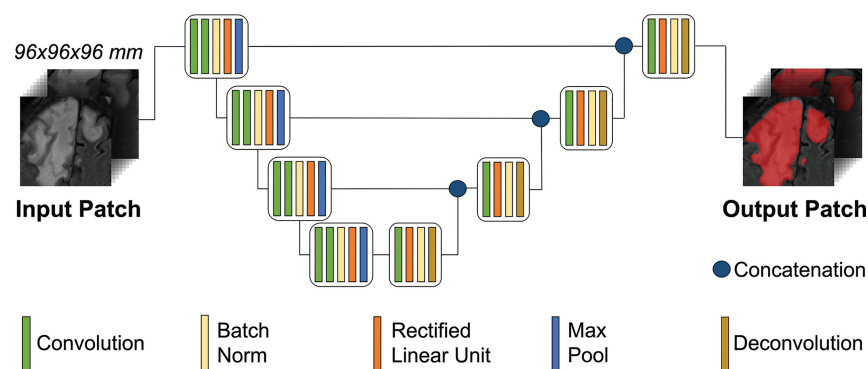 96x96x96 mm
Input Patch
Output Patch
Concatenation
Convolution
Batch
Norm
Rectified
Linear Unit
Max
Pool
Deconvolution